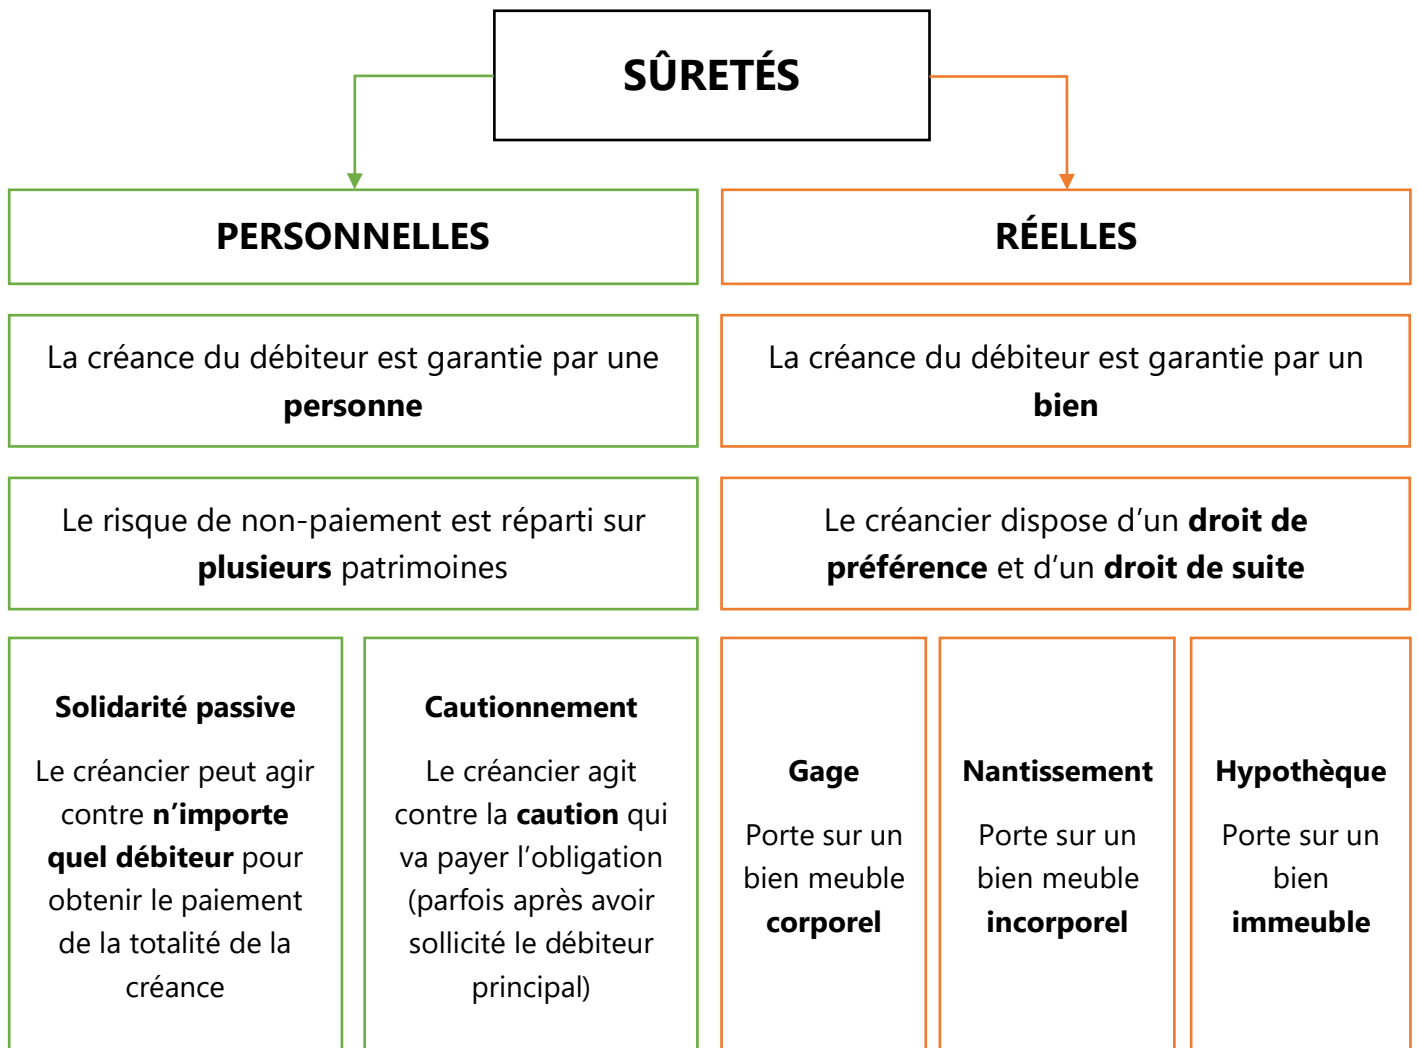 SÛRETÉS
PERSONNELLES
RÉELLES
La créance du débiteur est garantie par une
personne
La créance du débiteur est garantie par un
bien
Le risque de non-paiement est réparti sur
plusieurs patrimoines
Le créancier dispose d’un droit de
préférence et d’un droit de suite
Solidarité passive
Le créancier peut agir
contre n’importe
quel débiteur pour
obtenir le paiement
de la totalité de la
créance
Cautionnement
Le créancier agit
contre la caution qui
va payer l’obligation
(parfois après avoir
sollicité le débiteur
principal)
Gage
Porte sur un
bien meuble
corporel
Nantissement
Porte sur un
bien meuble
incorporel
Hypothèque
Porte sur un
bien
immeuble